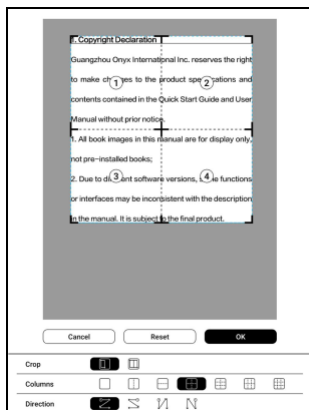 1. Copyright Declaration
Guangzhou Onyx International Inc. reserves the right
to make changes to the product specifications and
contents contained in the Quick Start Guide and User
Manual without prior notice.
1. All book images in this manual are for display only,
not pre-installed books;
2. Due to different software versions, some functions
or interfaces may be inconsistent with the description
in the manual. It is subject to the final product.
1
2
3
4
Cancel
Reset
OK
Crop
Columns
Direction